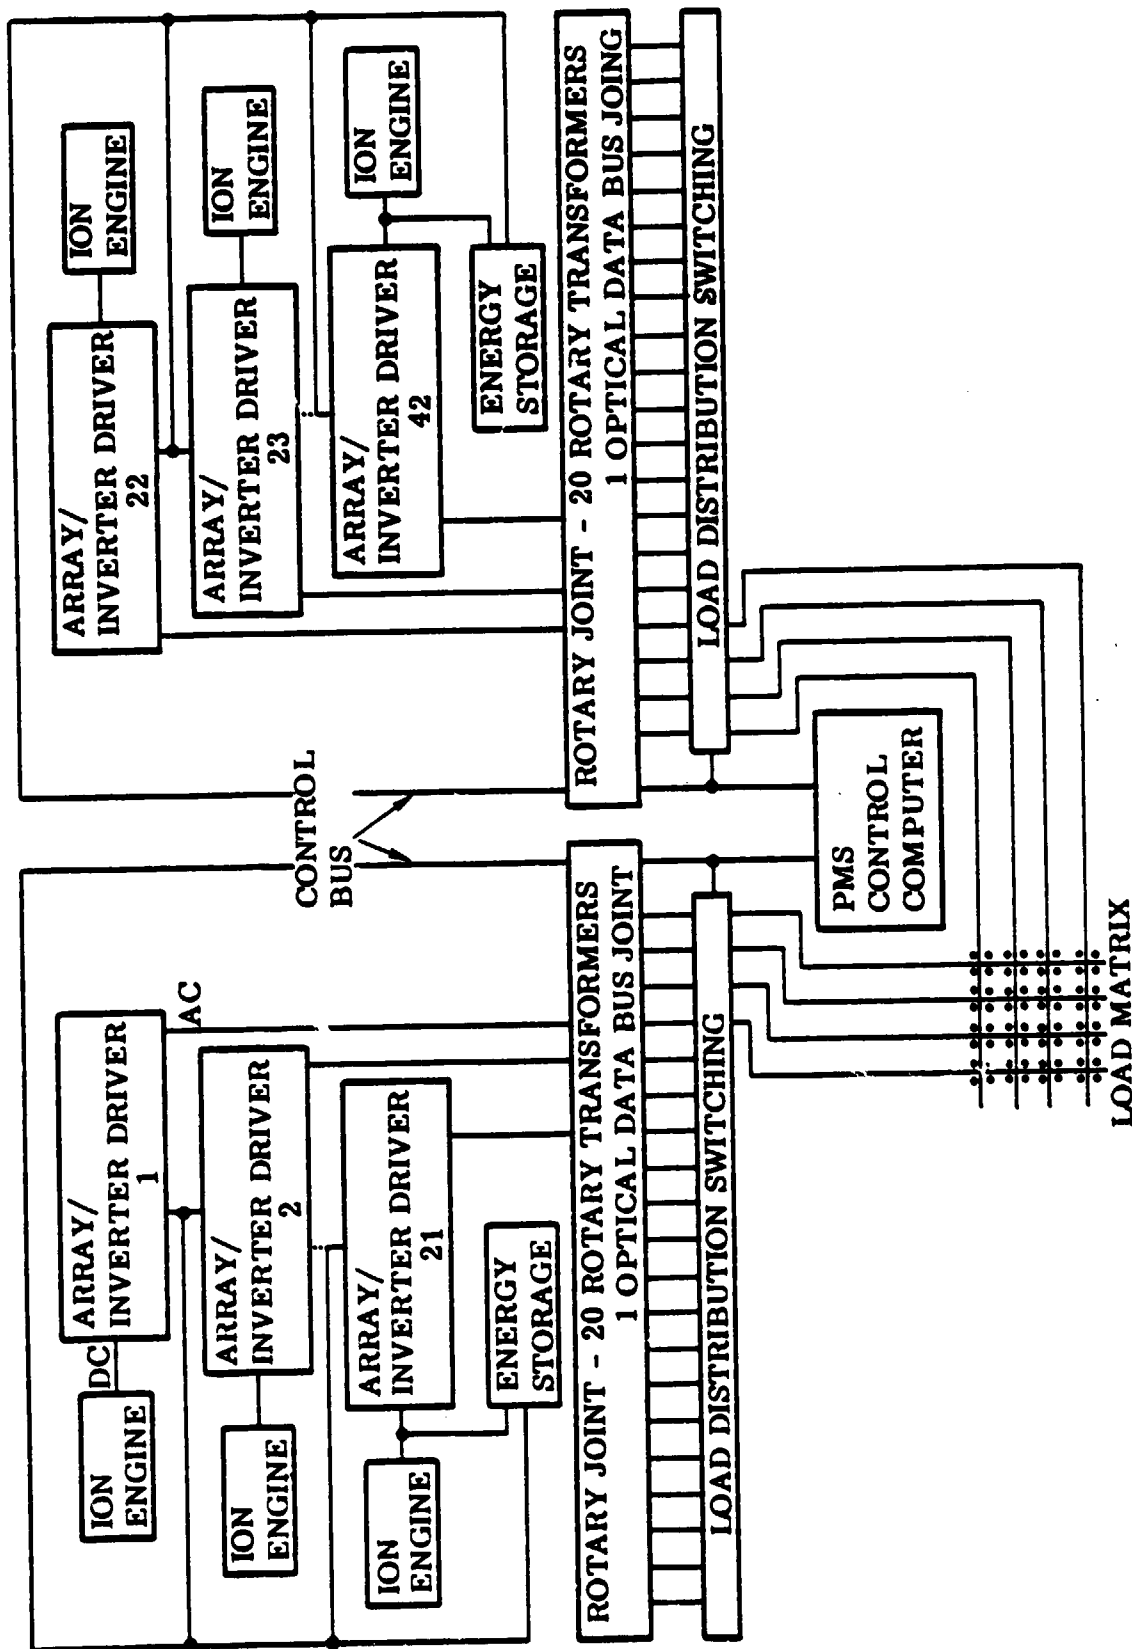 ION
ENGINE
DC
ARRAY/
INVERTER DRIVER
1
AC
ION
ENGINE
ARRAY/
INVERTER DRIVER
2
ION
ENGINE
ARRAY/
INVERTER DRIVER
21
ENERGY
STORAGE
ROTARY JOINT - 20 ROTARY TRANSFORMERS
1 OPTICAL DATA BUS JOINT
LOAD DISTRIBUTION SWITCHING
CONTROL
BUS
ARRAY/
INVERTER DRIVER
22
ION
ENGINE
ARRAY/
INVERTER DRIVER
23
ION
ENGINE
ARRAY/
INVERTER DRIVER
42
ION
ENGINE
ENERGY
STORAGE
ROTARY JOINT - 20 ROTARY TRANSFORMERS
1 OPTICAL DATA BUS JOING
LOAD DISTRIBUTION SWITCHING
PMS
CONTROL
COMPUTER
LOAD MATRIX